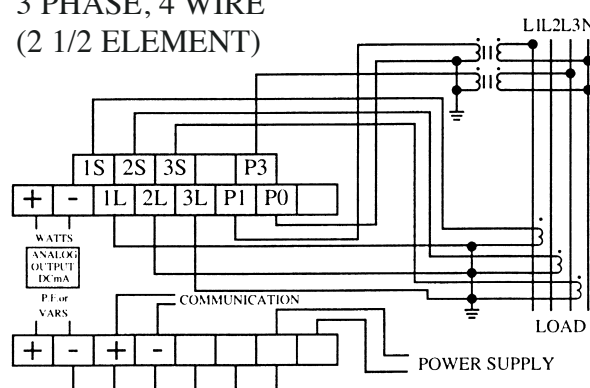 3 PHASE, 4 WIRE
(2 1/2 ELEMENT)
L1L2L3N
1S 2S 3S P3
+ - 1L 2L 3L P1 P0
WATTS
ANALOG
OUTPUT
DCmA
P.F.or
VARS
COMMUNICATION
LOAD
+ - + -
POWER SUPPLY